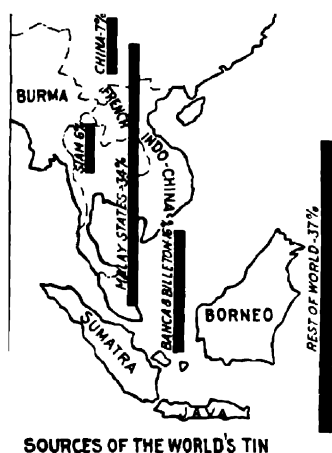 CHINA-7%
BURMA
FRENCH
INDO-CHINA
SIAM 6%
MALAY STATES-34%
BANCA & BILLETON-16%
REST OF WORLD-37%
SUMATRA
BORNEO
JAVA
SOURCES OF THE WORLD'S TIN